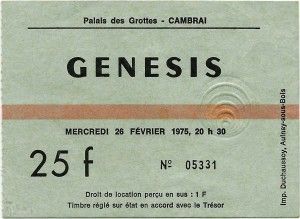 Palais des Grottes - CAMBRAI
GENESIS
MERCREDI 26 FÉVRIER 1975, 20 h 30
25 f
Nº 05331
Droit de location perçu en sus : 1 F
Timbre réglé sur état en accord avec le Trésor
Imp. Duchaussoy, Aulnay-sous-Bois